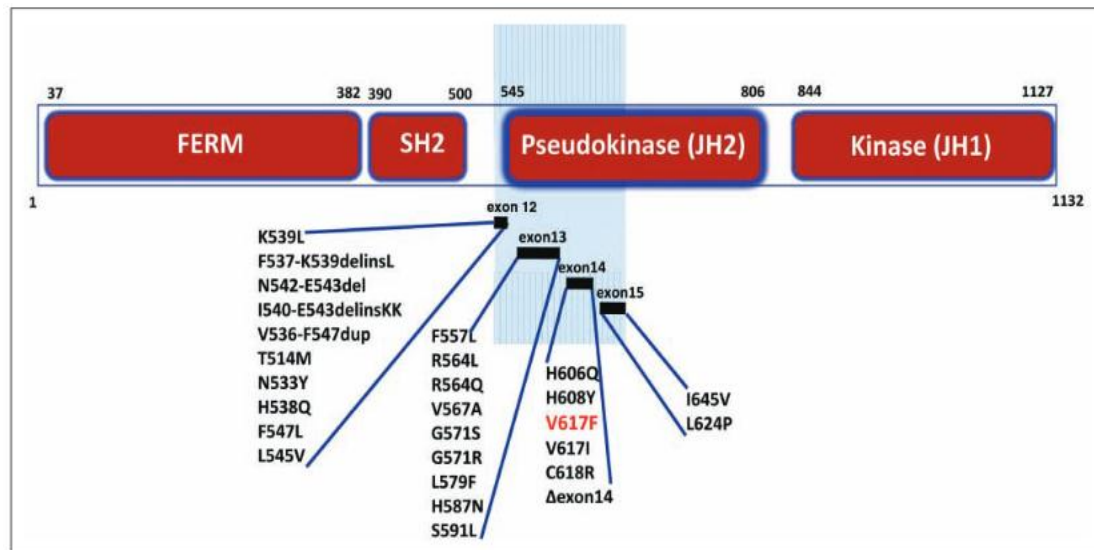 37 382 390 500 545 806 844 1127
FERM SH2 Pseudokinase (JH2) Kinase (JH1)
1 1132
exon 12
K539L
F537-K539delinsL
N542-E543del
I540-E543delinsKK
V536-F547dup
T514M
N533Y
H538Q
F547L
L545V
exon13
F557L
R564L
R564Q
V567A
G571S
G571R
L579F
H587N
S591L
exon14
H606Q
H608Y
V617F
V617I
C618R
Δexon14
exon15
I645V
L624P